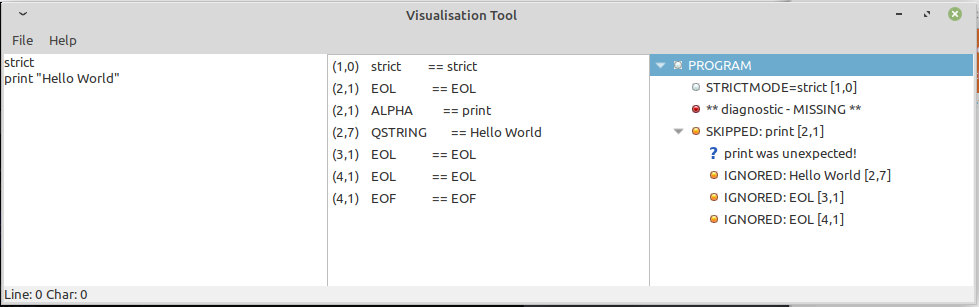 Visualisation Tool
File Help
strict
print "Hello World"
(1,0) strict == strict
(2,1) EOL == EOL
(2,1) ALPHA == print
(2,7) QSTRING == Hello World
(3,1) EOL == EOL
(4,1) EOL == EOL
(4,1) EOF == EOF
PROGRAM
STRICTMODE=strict [1,0]
** diagnostic - MISSING **
SKIPPED: print [2,1]
? print was unexpected!
IGNORED: Hello World [2,7]
IGNORED: EOL [3,1]
IGNORED: EOL [4,1]
Line: 0 Char: 0